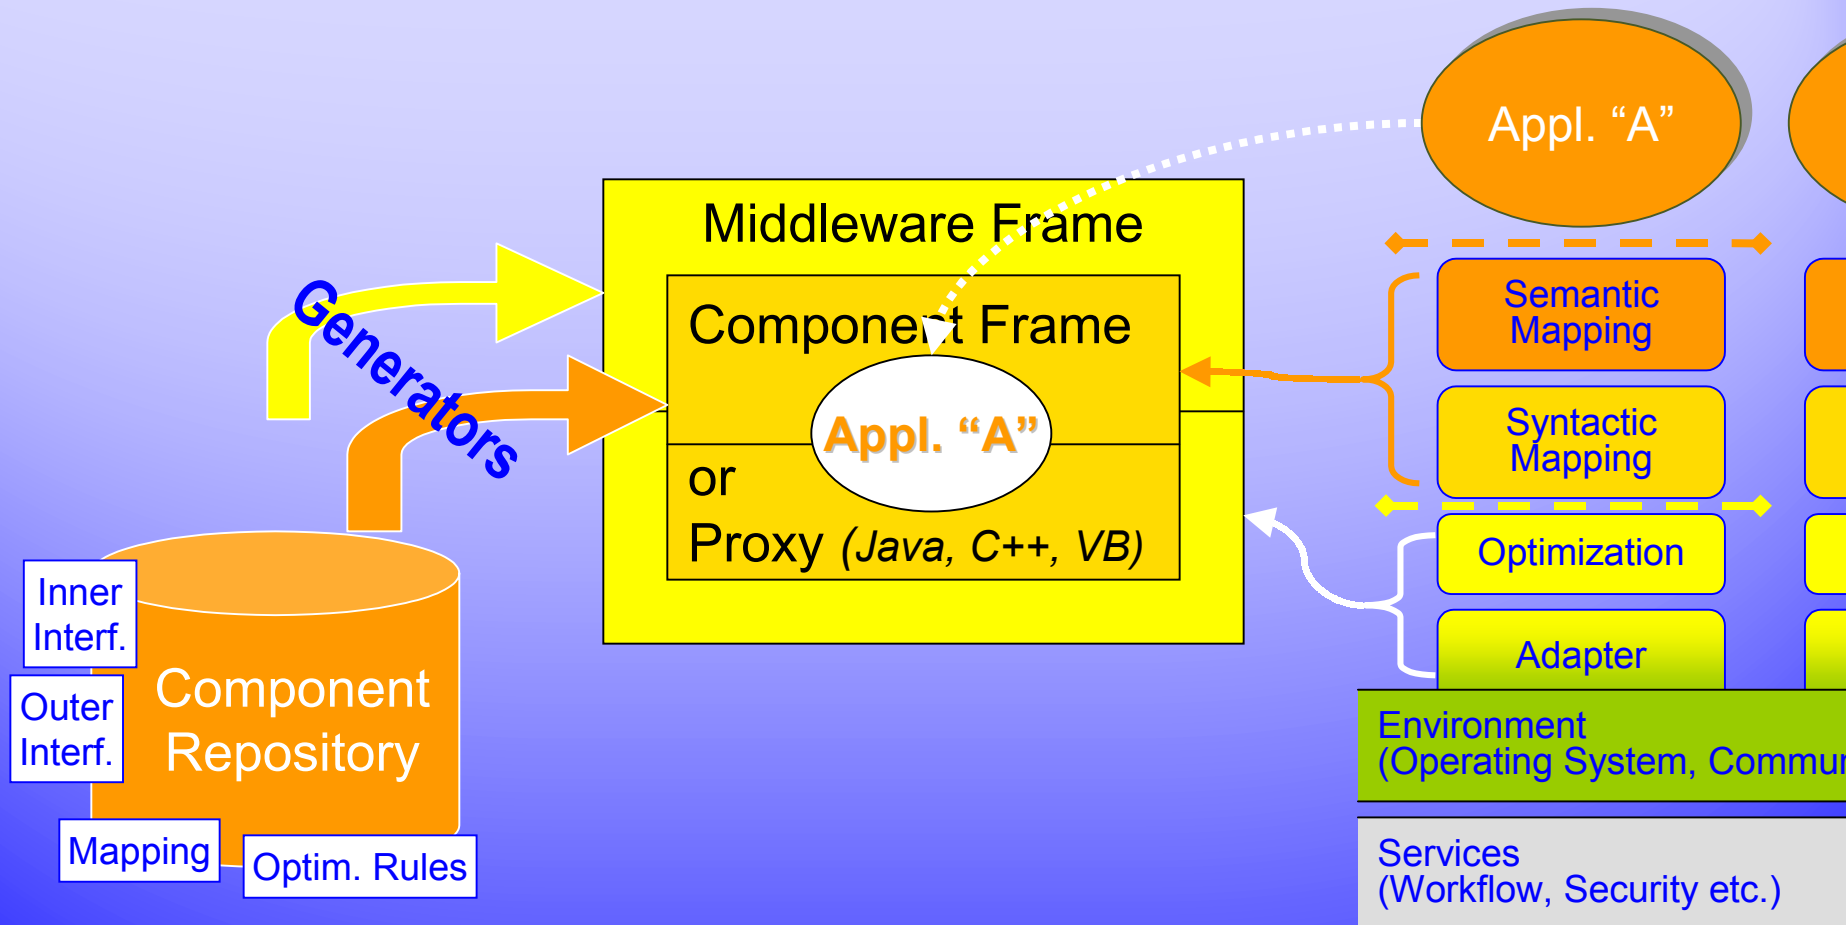 Appl. “A”
Middleware Frame
Generators
Component Frame
Appl. “A”
or
Proxy (Java, C++, VB)
Semantic
Mapping
Syntactic
Mapping
Optimization
Adapter
Environment
(Operating System, Commun
Services
(Workflow, Security etc.)
Inner
Interf.
Outer
Interf.
Component
Repository
Mapping
Optim. Rules